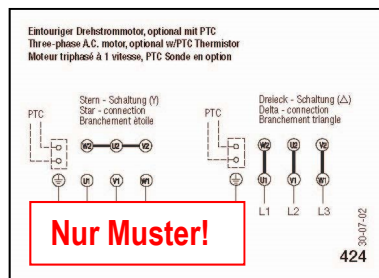 Eintouriger Drehstrommotor, optional mit PTC
Three-phase A.C. motor, optional w/PTC Thermistor
Moteur triphasé à 1 vitesse, PTC Sonde en option
Stern - Schaltung (Y)
Star - connection
Branchement étoile
PTC
W2 U2 V2
U1 V1 W1
Dreieck - Schaltung (△)
Delta - connection
Branchement triangle
PTC
W2 U2 V2
U1 V1 W1
L1 L2 L3
Nur Muster!
30-07-02
424